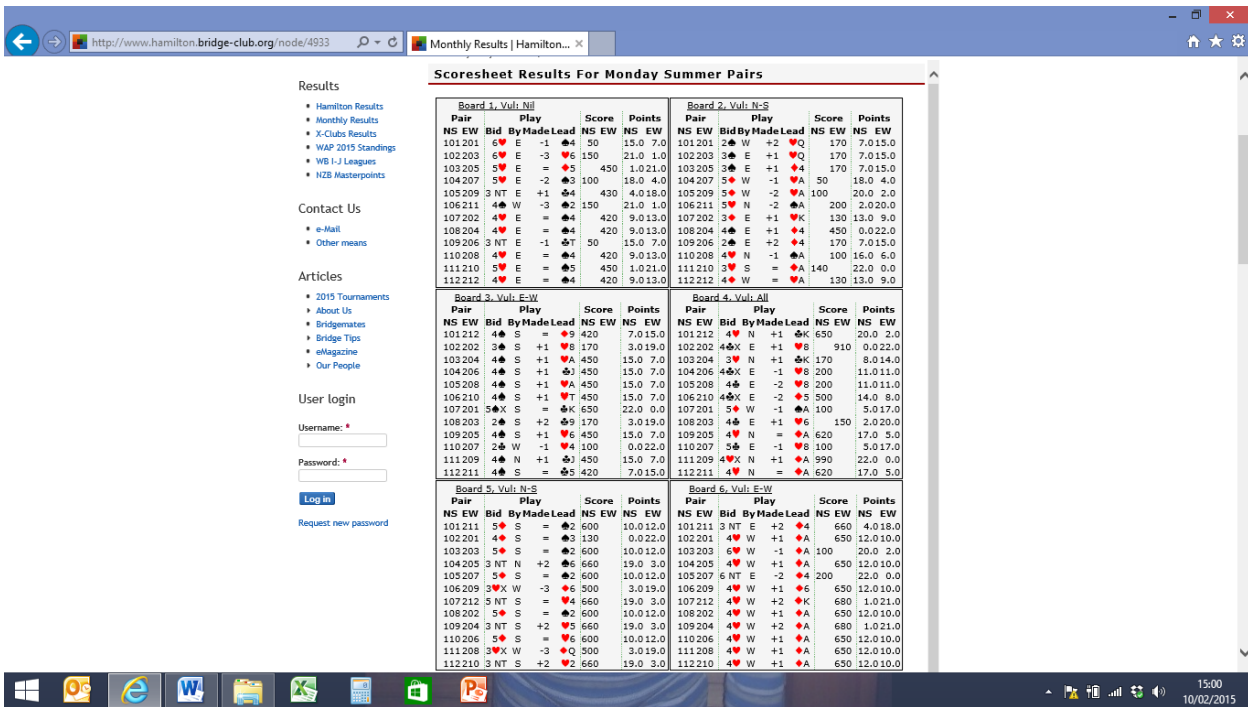 http://www.hamilton.bridge-club.org/node/4933
Monthly Results | Hamilton...
Results
Hamilton Results
Monthly Results
X-Clubs Results
WAP 2015 Standings
WB I-J Leagues
NZB Masterpoints
Contact Us
e-Mail
Other means
Articles
2015 Tournaments
About Us
Bridgemates
Bridge Tips
eMagazine
Our People
User login
Username: *
Password: *
Log in
Request new password
Scoresheet Results For Monday Summer Pairs
Board 1, Vul: Nil
Pair Play Score Points
NS EW Bid By Made Lead NS EW NS EW
101 201 6♥ E -1 ♠4 50 15.0 7.0
102 203 6♥ E -3 ♥6 150 21.0 1.0
103 205 5♥ E = ♦5 450 1.0 21.0
104 207 5♥ E -2 ♠3 100 18.0 4.0
105 209 3 NT E +1 ♣4 430 4.0 18.0
106 211 4♠ W -3 ♠2 150 21.0 1.0
107 202 4♥ E = ♠4 420 9.0 13.0
108 204 4♥ E = ♠4 420 9.0 13.0
109 206 3 NT E -1 ♣T 50 15.0 7.0
110 208 4♥ E = ♠4 420 9.0 13.0
111 210 5♥ E = ♠5 450 1.0 21.0
112 212 4♥ E = ♠4 420 9.0 13.0
Board 2, Vul: N-S
Pair Play Score Points
NS EW Bid By Made Lead NS EW NS EW
101 201 2♠ W +2 ♥Q 170 7.0 15.0
102 203 3♠ E +1 ♥Q 170 7.0 15.0
103 205 3♠ E +1 ♦4 170 7.0 15.0
104 207 5♦ W -1 ♥A 50 18.0 4.0
105 209 5♦ W -2 ♥A 100 20.0 2.0
106 211 5♥ N -2 ♠A 200 2.0 20.0
107 202 3♦ E +1 ♥K 130 13.0 9.0
108 204 4♠ E +1 ♦4 450 0.0 22.0
109 206 2♠ E +2 ♦4 170 7.0 15.0
110 208 4♥ N -1 ♠A 100 16.0 6.0
111 210 3♥ S = ♦A 140 22.0 0.0
112 212 4♦ W = ♥A 130 13.0 9.0
Board 3, Vul: E-W
Pair Play Score Points
NS EW Bid By Made Lead NS EW NS EW
101 212 4♠ S = ♦9 420 7.0 15.0
102 202 3♠ S +1 ♥8 170 3.0 19.0
103 204 4♠ S +1 ♥A 450 15.0 7.0
104 206 4♠ S +1 ♣J 450 15.0 7.0
105 208 4♠ S +1 ♥A 450 15.0 7.0
106 210 4♠ S +1 ♥T 450 15.0 7.0
107 201 5♠X S = ♣K 650 22.0 0.0
108 203 2♠ S +2 ♣9 170 3.0 19.0
109 205 4♠ S +1 ♥6 450 15.0 7.0
110 207 2♣ W -1 ♥4 100 0.0 22.0
111 209 4♠ N +1 ♣J 450 15.0 7.0
112 211 4♠ S = ♣5 420 7.0 15.0
Board 4, Vul: All
Pair Play Score Points
NS EW Bid By Made Lead NS EW NS EW
101 212 4♥ N +1 ♣K 650 20.0 2.0
102 202 4♣X E +1 ♥8 910 0.0 22.0
103 204 3♥ N +1 ♣K 170 8.0 14.0
104 206 4♣X E -1 ♥8 200 11.0 11.0
105 208 4♣ E -2 ♥8 200 11.0 11.0
106 210 4♣X E -2 ♦5 500 14.0 8.0
107 201 5♦ W -1 ♠A 100 5.0 17.0
108 203 4♣ E +1 ♥6 150 2.0 20.0
109 205 4♥ N = ♦A 620 17.0 5.0
110 207 5♣ E -1 ♥8 100 5.0 17.0
111 209 4♥X N +1 ♦A 990 22.0 0.0
112 211 4♥ N = ♦A 620 17.0 5.0
Board 5, Vul: N-S
Pair Play Score Points
NS EW Bid By Made Lead NS EW NS EW
101 211 5♦ S = ♠2 600 10.0 12.0
102 201 4♦ S = ♠3 130 0.0 22.0
103 203 5♦ S = ♠2 600 10.0 12.0
104 205 3 NT N +2 ♠6 660 19.0 3.0
105 207 5♦ S = ♠2 600 10.0 12.0
106 209 3♥X W -3 ♦6 500 3.0 19.0
107 212 5 NT S = ♥4 660 19.0 3.0
108 202 5♦ S = ♠2 600 10.0 12.0
109 204 3 NT S +2 ♥5 660 19.0 3.0
110 206 5♦ S = ♥6 600 10.0 12.0
111 208 3♥X W -3 ♦Q 500 3.0 19.0
112 210 3 NT S +2 ♥2 660 19.0 3.0
Board 6, Vul: E-W
Pair Play Score Points
NS EW Bid By Made Lead NS EW NS EW
101 211 3 NT E +2 ♦4 660 4.0 18.0
102 201 4♥ W +1 ♦A 650 12.0 10.0
103 203 6♥ W -1 ♦A 100 20.0 2.0
104 205 4♥ W +1 ♦A 650 12.0 10.0
105 207 6 NT E -2 ♦4 200 22.0 0.0
106 209 4♥ W +1 ♦6 650 12.0 10.0
107 212 4♥ W +2 ♦K 680 1.0 21.0
108 202 4♥ W +1 ♦A 650 12.0 10.0
109 204 4♥ W +2 ♦A 680 1.0 21.0
110 206 4♥ W +1 ♦A 650 12.0 10.0
111 208 4♥ W +1 ♦A 650 12.0 10.0
112 210 4♥ W +1 ♦A 650 12.0 10.0
15:00
10/02/2015